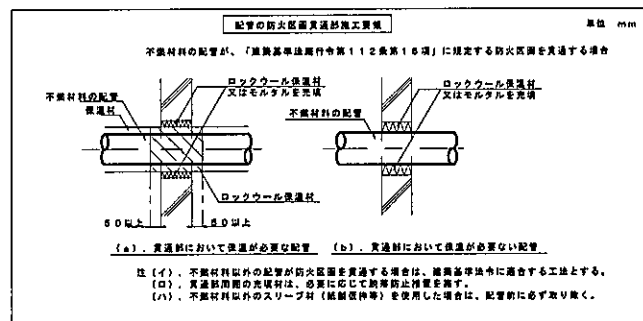 配管の防火区画貫通部施工要領
単位 mm
不燃材料の配管が、「建築基準法施行令第112条第16項」に規定する防火区画を貫通する場合
ロックウール保温材
又はモルタルを充填
不燃材料の配管
保温材
ロックウール保温材
50以上
50以上
(a)．貫通部において保温が必要な配管
ロックウール保温材
又はモルタルを充填
不燃材料の配管
(b)．貫通部において保温が必要ない配管
注（イ）．不燃材料以外の配管が防火区画を貫通する場合は、建築基準法令に適合する工法とする。
（ロ）．貫通部周囲の充填材は、必要に応じて脱落防止措置を施す。
（ハ）．不燃材料以外のスリーブ材（紙製仮枠等）を使用した場合は、配管前に必ず取り除く。